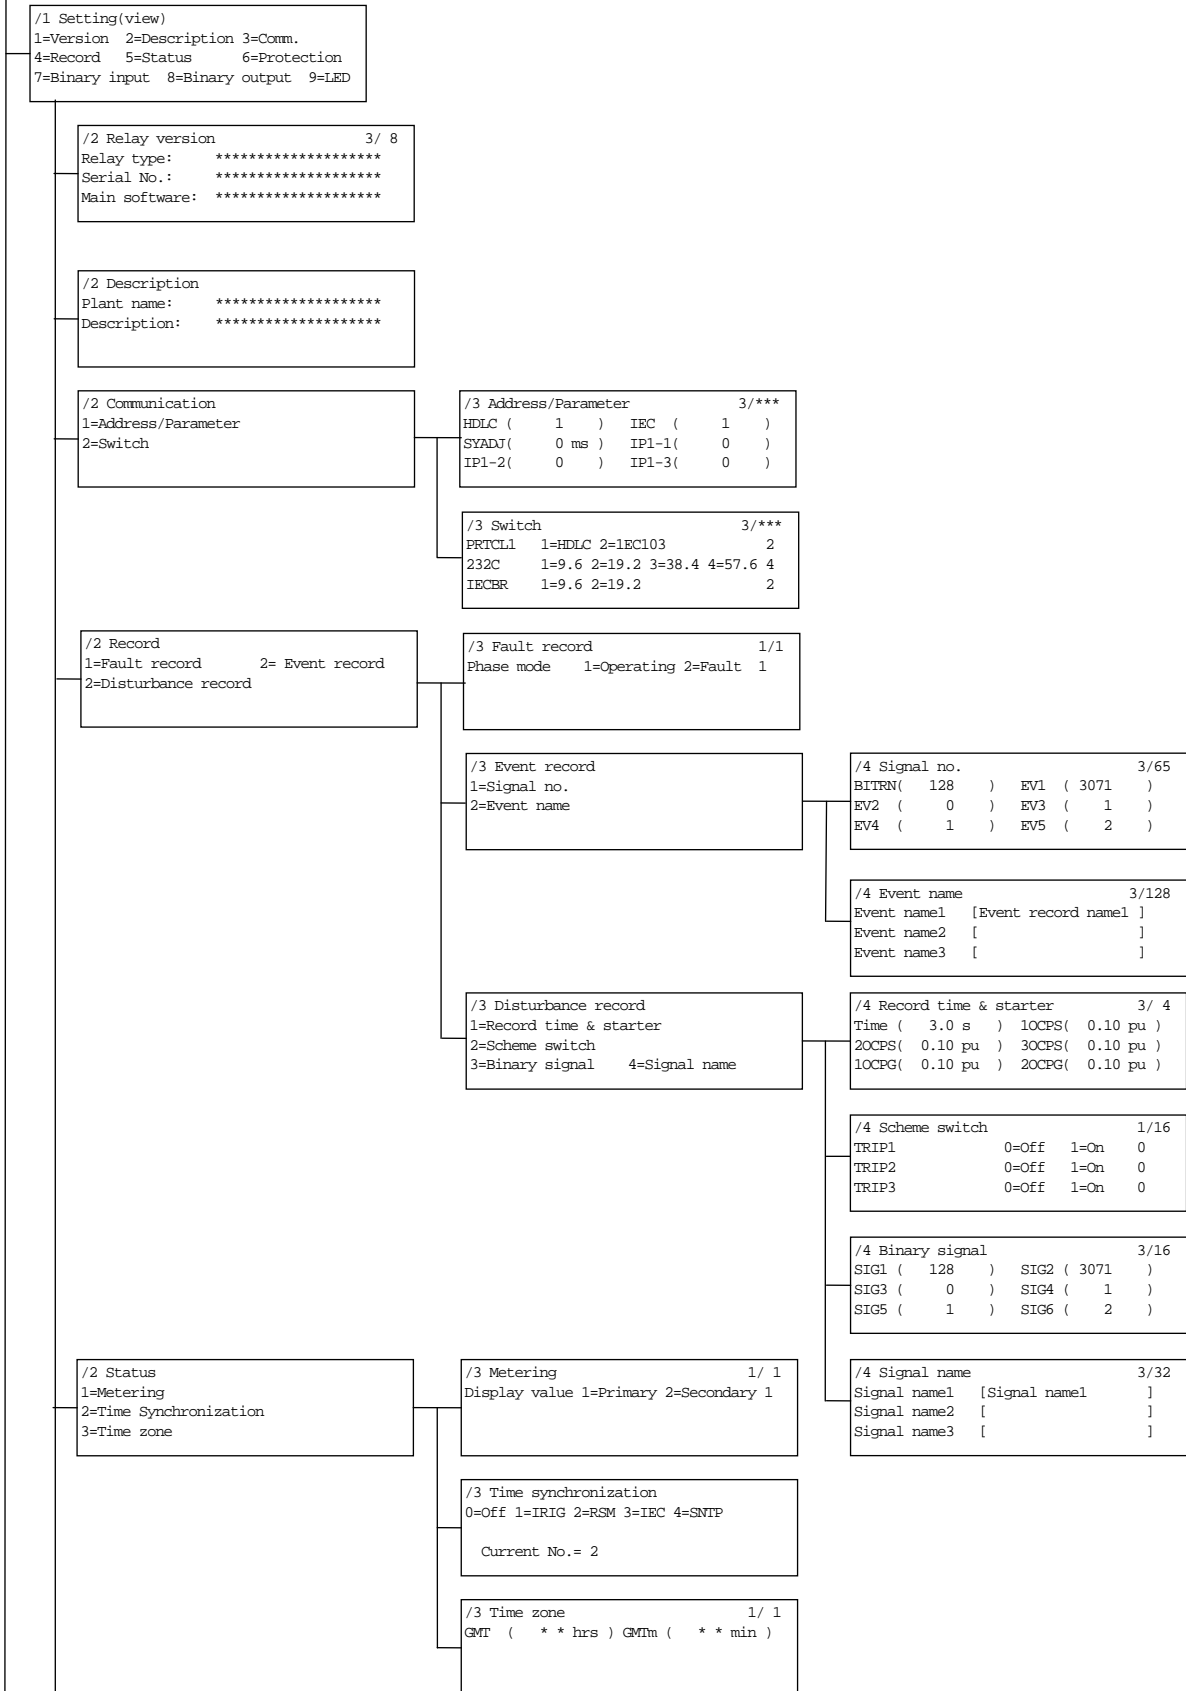 /1 Setting(view)
1=Version 2=Description 3=Comm.
4=Record 5=Status 6=Protection
7=Binary input 8=Binary output 9=LED
/2 Relay version 3/ 8
Relay type: ********************
Serial No.: ********************
Main software: ********************
/2 Description
Plant name: ********************
Description: ********************
/2 Communication
1=Address/Parameter
2=Switch
/3 Address/Parameter 3/***
HDLC ( 1 ) IEC ( 1 )
SYADJ( 0 ms ) IP1-1( 0 )
IP1-2( 0 ) IP1-3( 0 )
/3 Switch 3/***
PRTCL1 1=HDLC 2=1EC103 2
232C 1=9.6 2=19.2 3=38.4 4=57.6 4
IECBR 1=9.6 2=19.2 2
/2 Record
1=Fault record 2= Event record
2=Disturbance record
/3 Fault record 1/1
Phase mode 1=Operating 2=Fault 1
/3 Event record
1=Signal no.
2=Event name
/4 Signal no. 3/65
BITRN( 128 ) EV1 ( 3071 )
EV2 ( 0 ) EV3 ( 1 )
EV4 ( 1 ) EV5 ( 2 )
/4 Event name 3/128
Event name1 [Event record name1 ]
Event name2 [ ]
Event name3 [ ]
/3 Disturbance record
1=Record time & starter
2=Scheme switch
3=Binary signal 4=Signal name
/4 Record time & starter 3/ 4
Time ( 3.0 s ) 1OCPS( 0.10 pu )
2OCPS( 0.10 pu ) 3OCPS( 0.10 pu )
1OCPG( 0.10 pu ) 2OCPG( 0.10 pu )
/4 Scheme switch 1/16
TRIP1 0=Off 1=On 0
TRIP2 0=Off 1=On 0
TRIP3 0=Off 1=On 0
/4 Binary signal 3/16
SIG1 ( 128 ) SIG2 ( 3071 )
SIG3 ( 0 ) SIG4 ( 1 )
SIG5 ( 1 ) SIG6 ( 2 )
/4 Signal name 3/32
Signal name1 [Signal name1 ]
Signal name2 [ ]
Signal name3 [ ]
/2 Status
1=Metering
2=Time Synchronization
3=Time zone
/3 Metering 1/ 1
Display value 1=Primary 2=Secondary 1
/3 Time synchronization
0=Off 1=IRIG 2=RSM 3=IEC 4=SNTP
Current No.= 2
/3 Time zone 1/ 1
GMT ( * * hrs ) GMTm ( * * min )